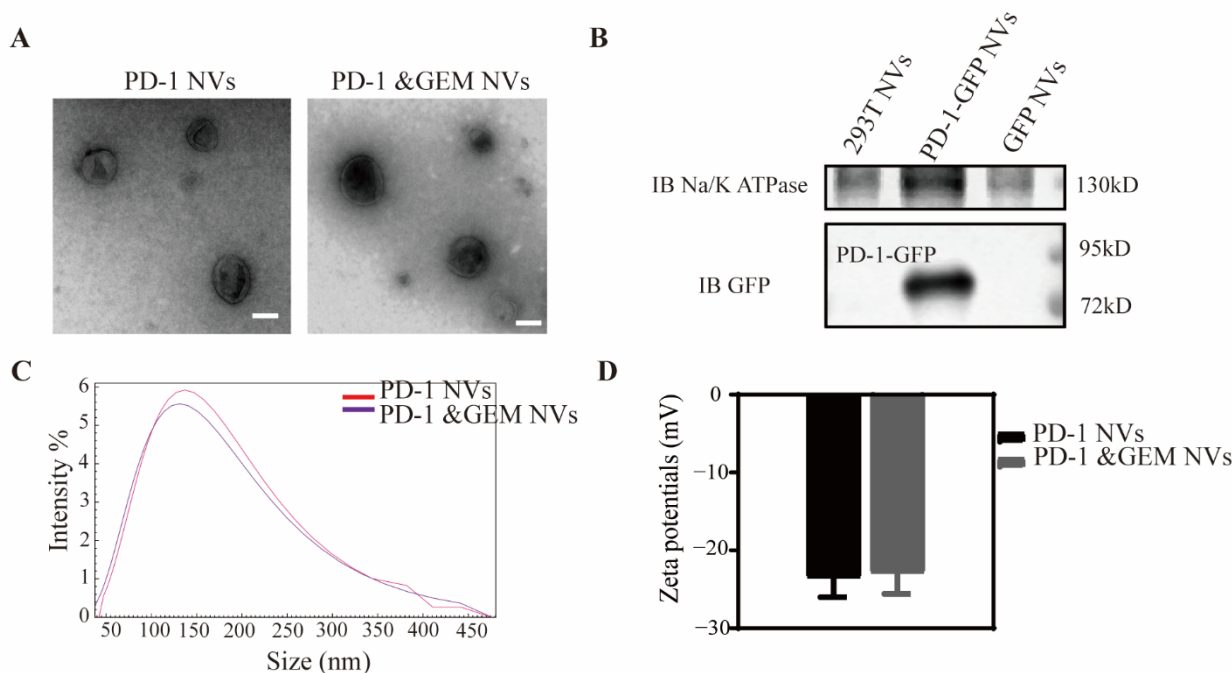 A
PD-1 NVs
PD-1 &GEM NVs
B
293T NVs
PD-1-GFP NVs
GFP NVs
IB Na/K ATPase
130kD
PD-1-GFP
95kD
IB GFP
72kD
C
PD-1 NVs
PD-1 &GEM NVs
6
5
4
3
2
1
0
Intensity %
50 100 150 200 250 300 350 400 450
Size (nm)
D
0
−10
−20
−30
Zeta potentials (mV)
PD-1 NVs
PD-1 &GEM NVs